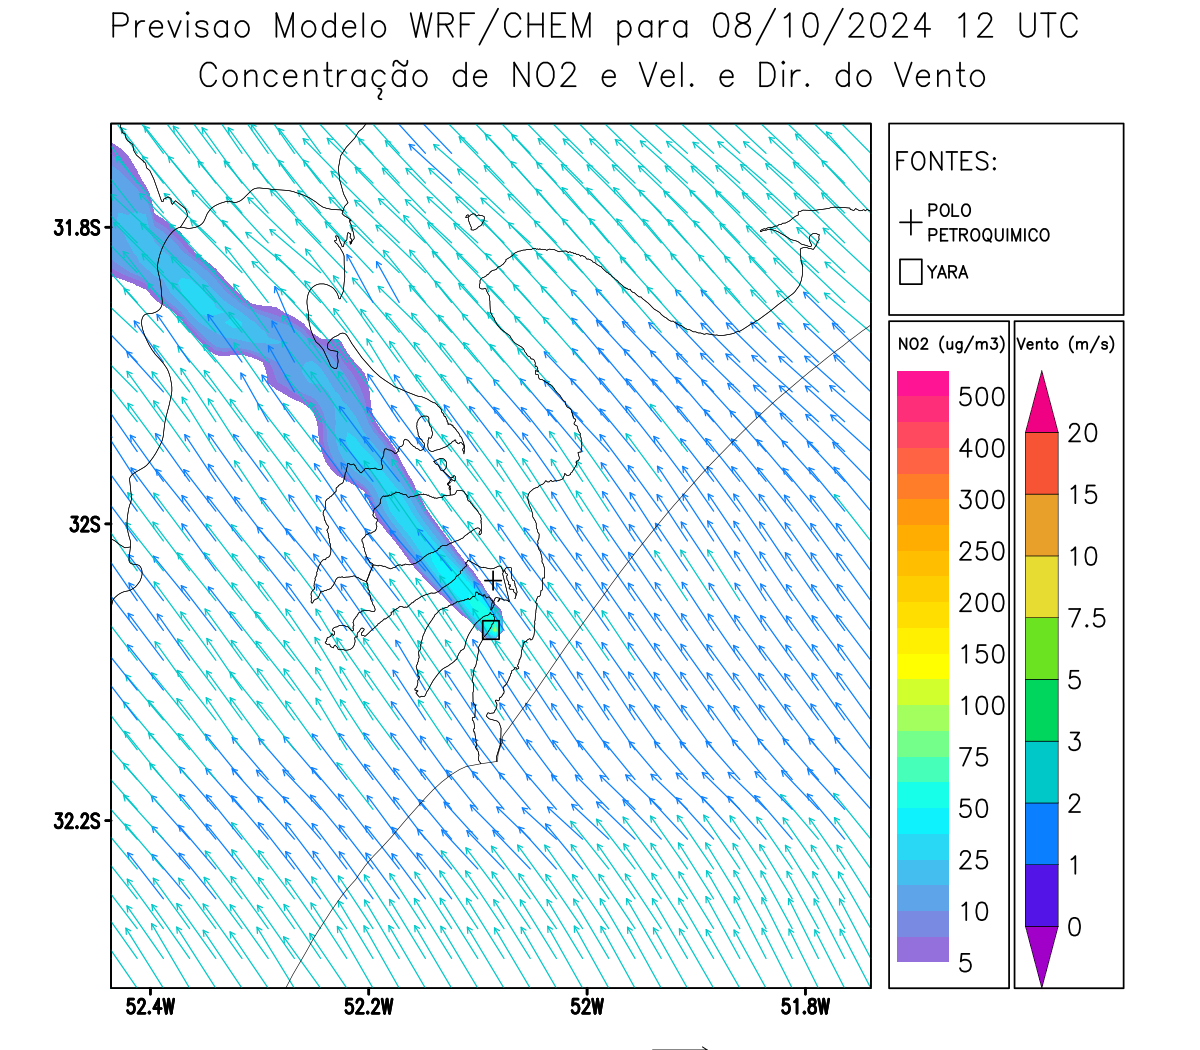 Previsao Modelo WRF/CHEM para 08/10/2024 12 UTC
Concentração de NO2 e Vel. e Dir. do Vento
FONTES:
POLO
PETROQUIMICO
YARA
NO2 (ug/m3)
500
400
300
250
200
150
100
75
50
25
10
5
Vento (m/s)
20
15
10
7.5
5
3
2
1
0
31.8S
32S
32.2S
52.4W
52.2W
52W
51.8W